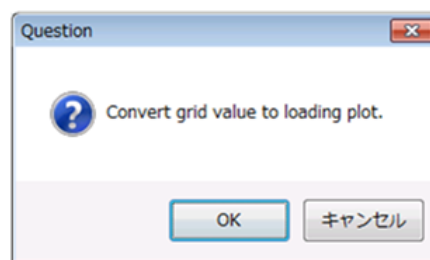 Question
Convert grid value to loading plot.
OK
キャンセル